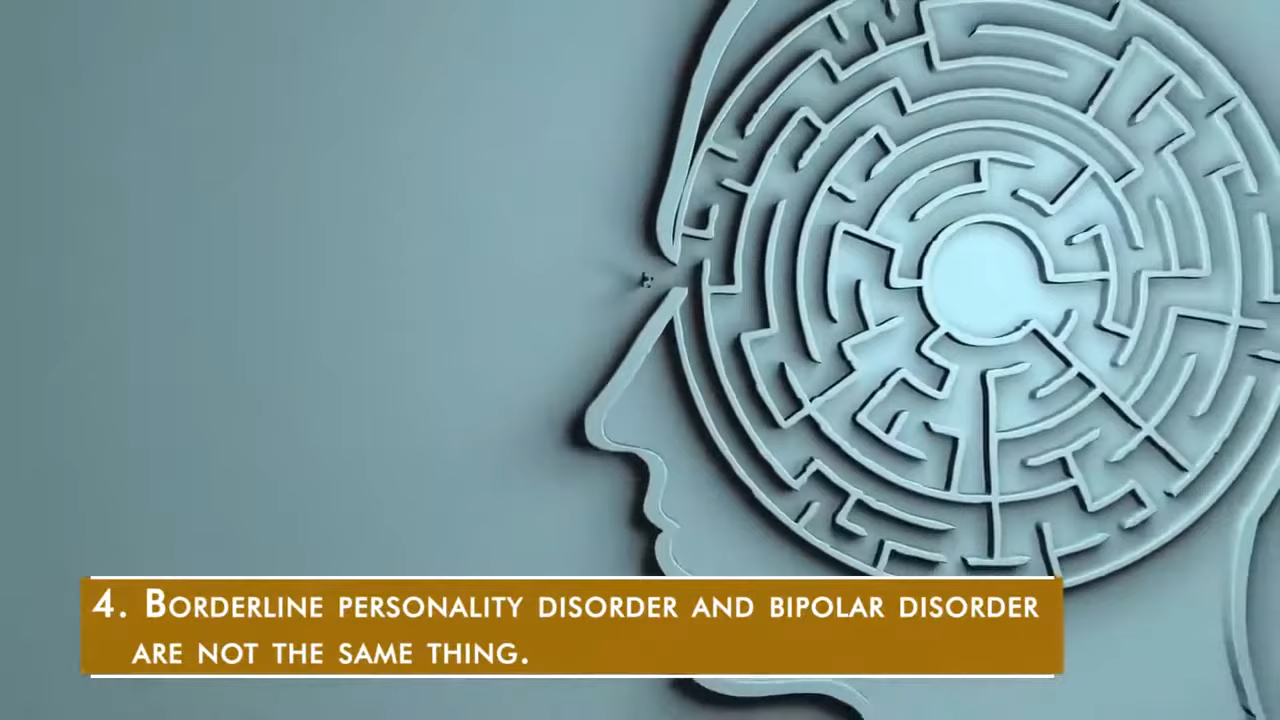 4. Borderline personality disorder and bipolar disorder
are not the same thing.